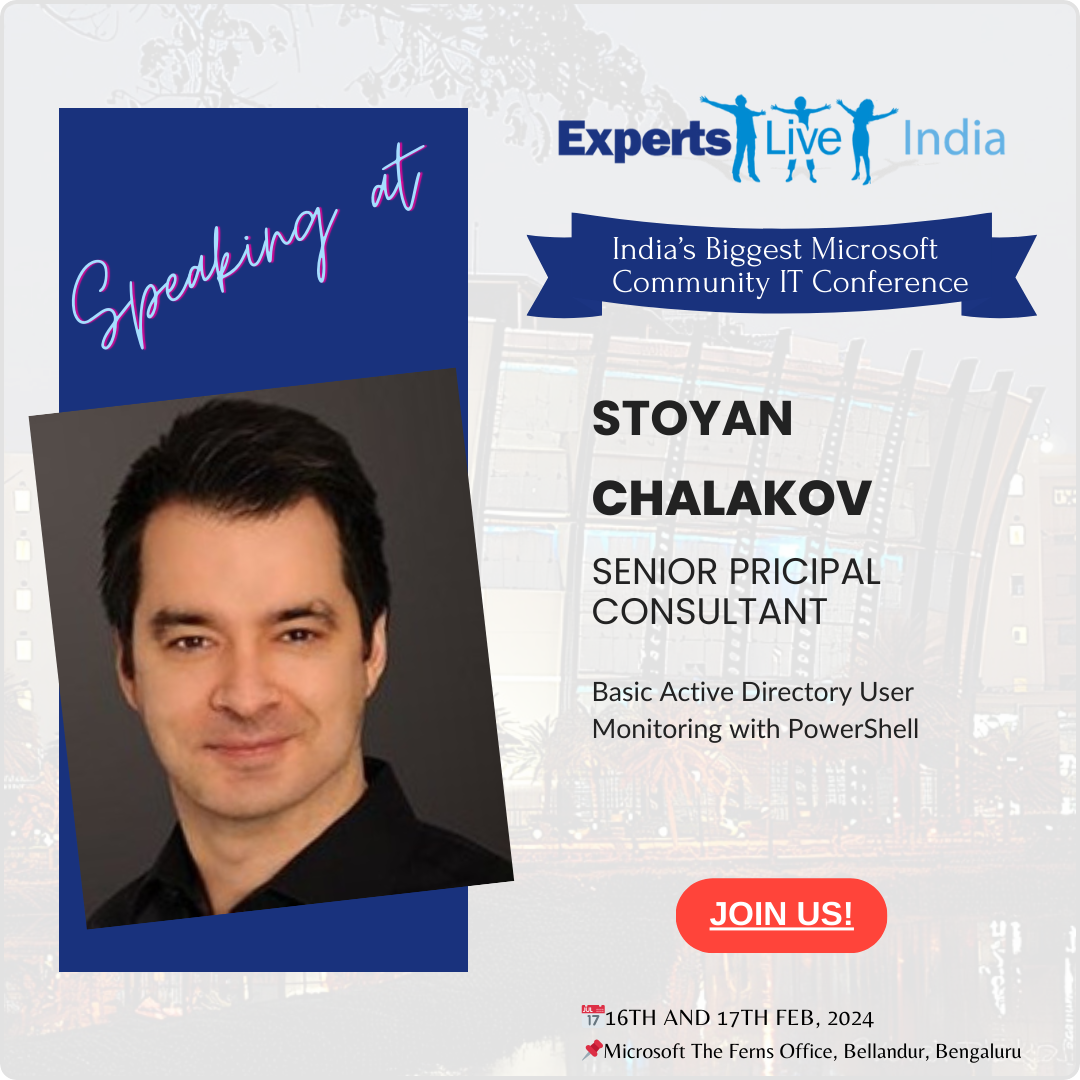 Speaking at
Experts Live India
India's Biggest Microsoft
Community IT Conference
STOYAN
CHALAKOV
SENIOR PRICIPAL
CONSULTANT
Basic Active Directory User
Monitoring with PowerShell
JOIN US!
JUL
17
16TH AND 17TH FEB, 2024
Microsoft The Ferns Office, Bellandur, Bengaluru